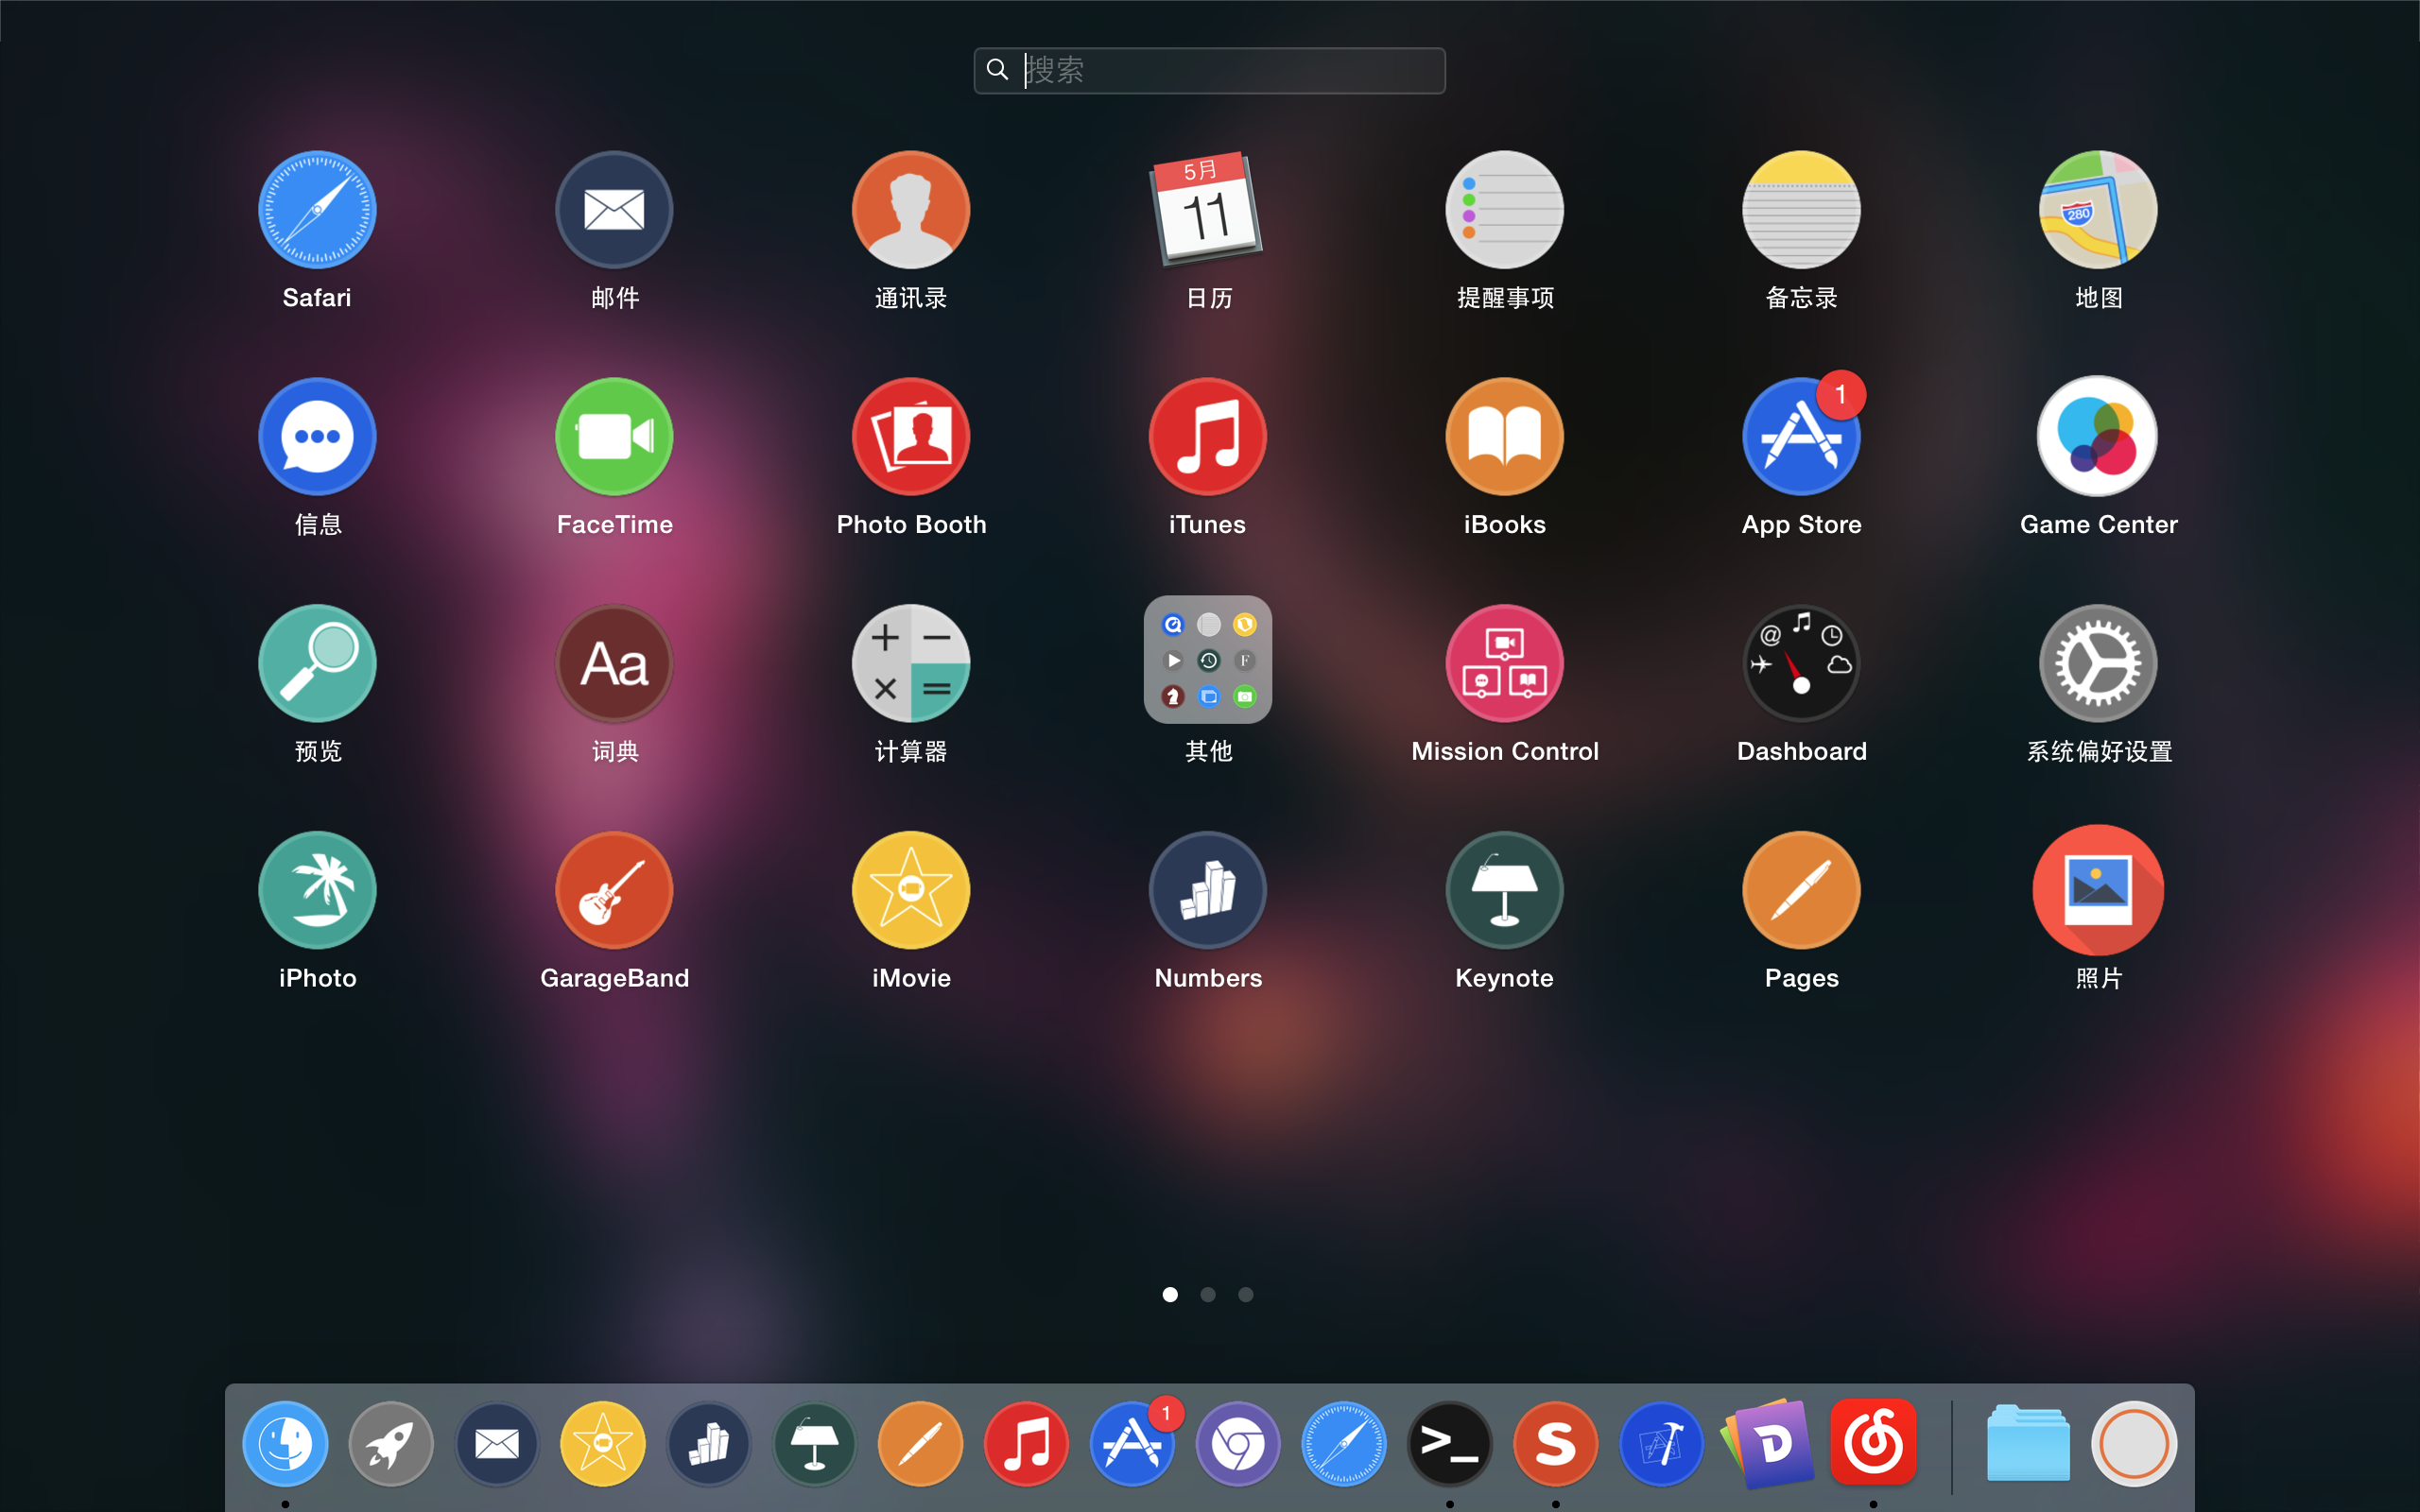 搜索
5月
11
280
Safari
邮件
通讯录
日历
提醒事项
备忘录
地图
1
信息
FaceTime
Photo Booth
iTunes
iBooks
App Store
Game Center
Aa
@
F
预览
词典
计算器
其他
Mission Control
Dashboard
系统偏好设置
iPhoto
GarageBand
iMovie
Numbers
Keynote
Pages
照片
1
>_
S
D